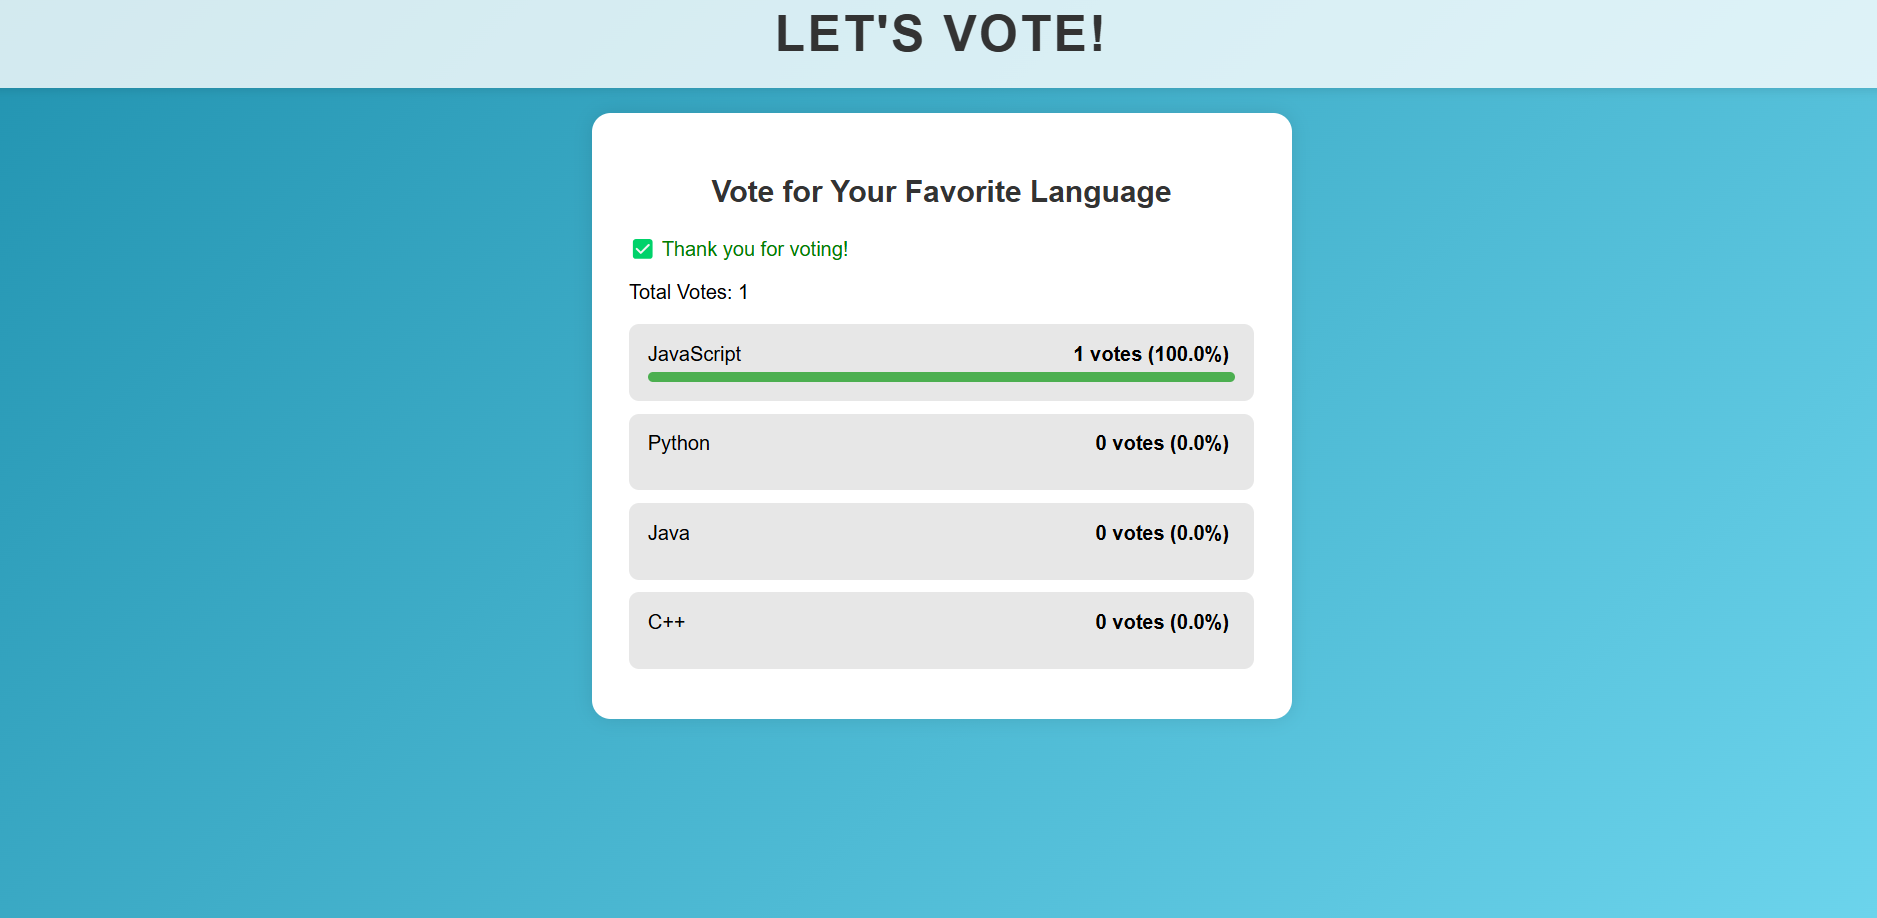 LET'S VOTE!
Vote for Your Favorite Language
Thank you for voting!
Total Votes: 1
JavaScript 1 votes (100.0%)
Python 0 votes (0.0%)
Java 0 votes (0.0%)
C++ 0 votes (0.0%)